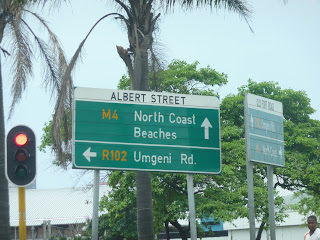 ALBERT STREET
M4 North Coast
Beaches
R102 Umgeni Rd.